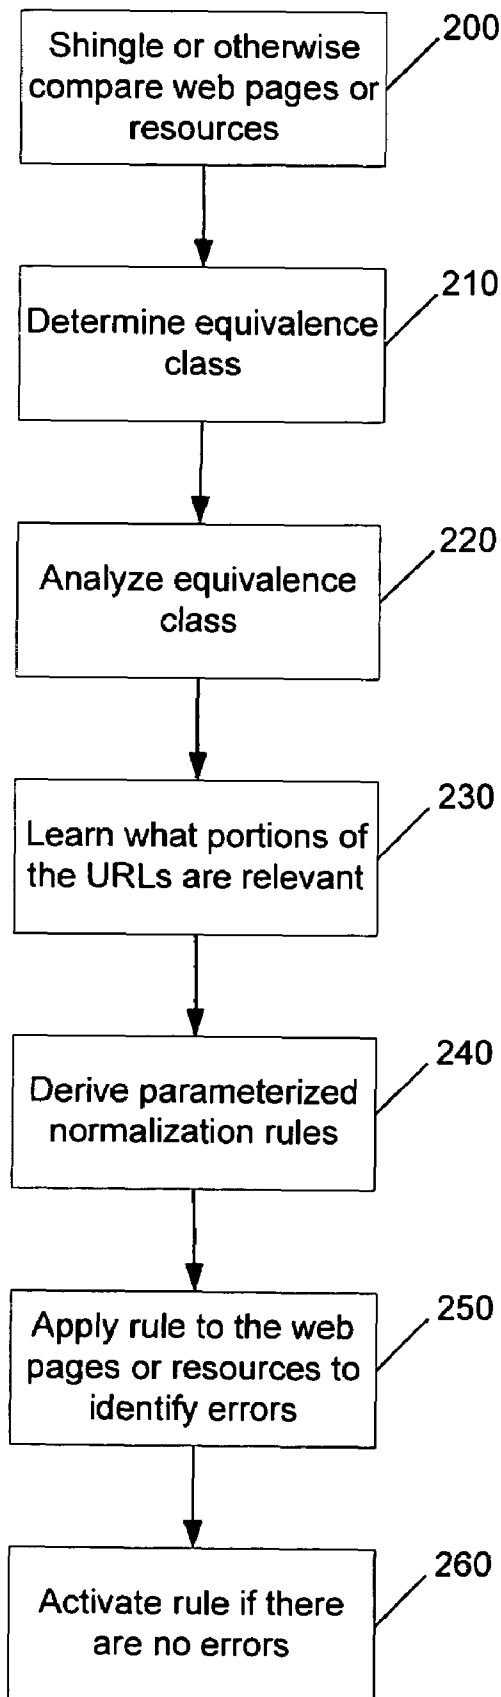 200
Shingle or otherwise
compare web pages or
resources
210
Determine equivalence
class
220
Analyze equivalence
class
230
Learn what portions of
the URLs are relevant
240
Derive parameterized
normalization rules
250
Apply rule to the web
pages or resources to
identify errors
260
Activate rule if there
are no errors